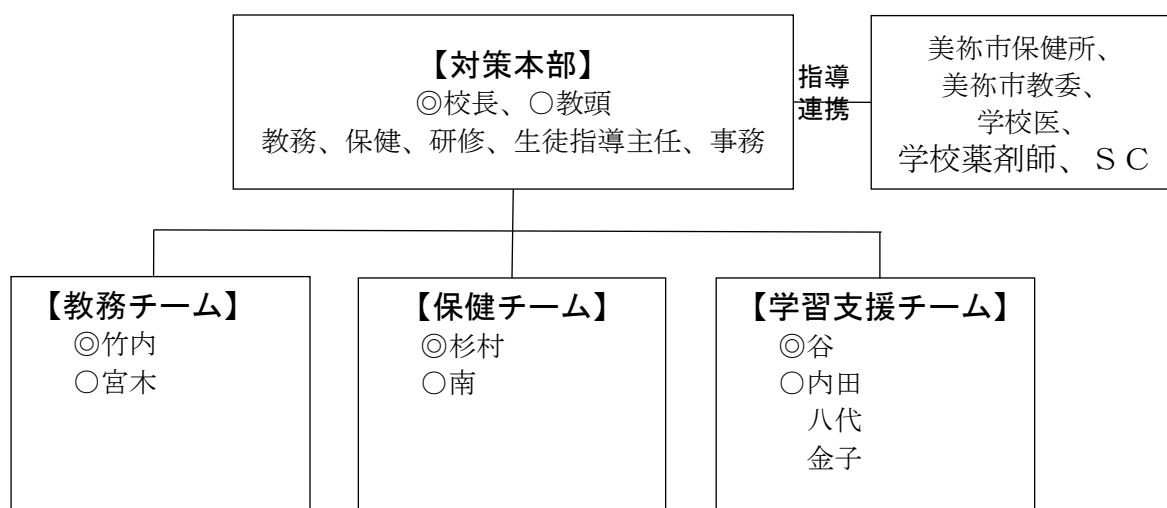 【対策本部】
◎校長、○教頭
教務、保健、研修、生徒指導主任、事務
指導
連携
美祢市保健所、
美祢市教委、
学校医、
学校薬剤師、ＳＣ
【教務チーム】
◎竹内
○宮木
【保健チーム】
◎杉村
○南
【学習支援チーム】
◎谷
○内田
八代
金子